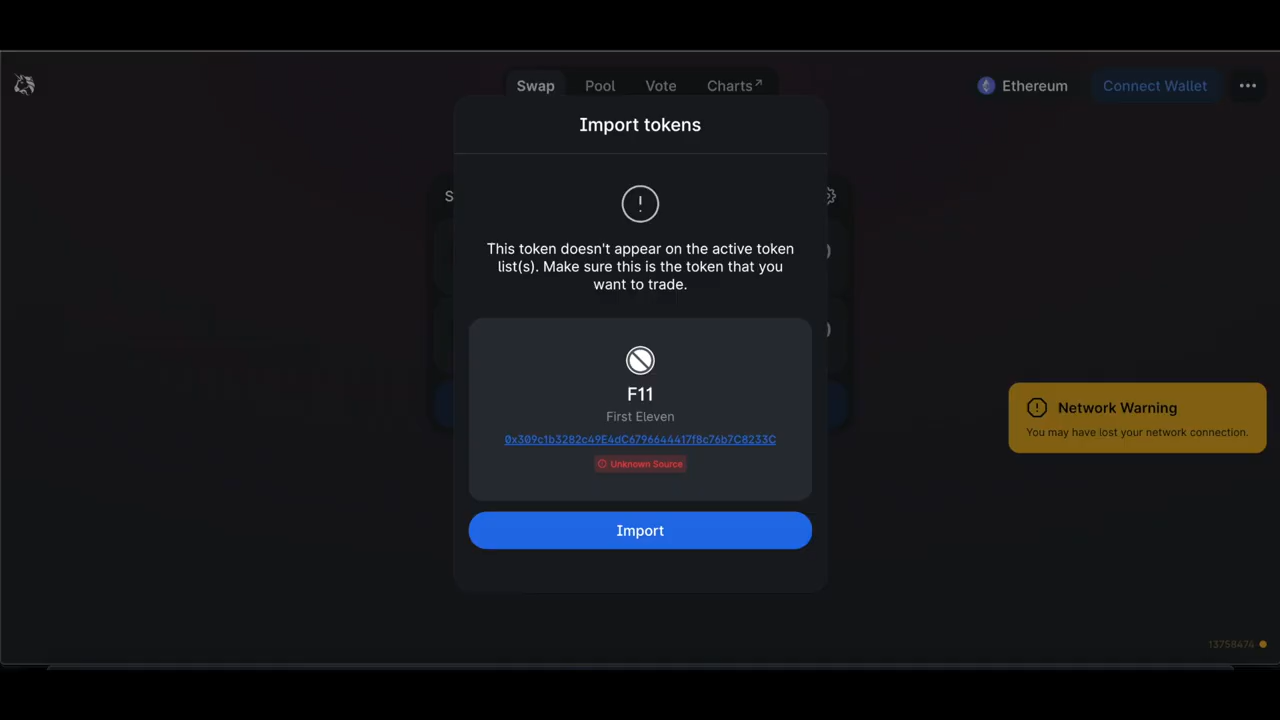 Swap Pool Vote Charts↗ Ethereum Connect Wallet
Import tokens
S
This token doesn't appear on the active token
list(s). Make sure this is the token that you
want to trade.
F11
First Eleven
0x309c1b3282c49E4dC6796644417f8c76b7C8233C
Unknown Source
Import
Network Warning
You may have lost your network connection.
13758474